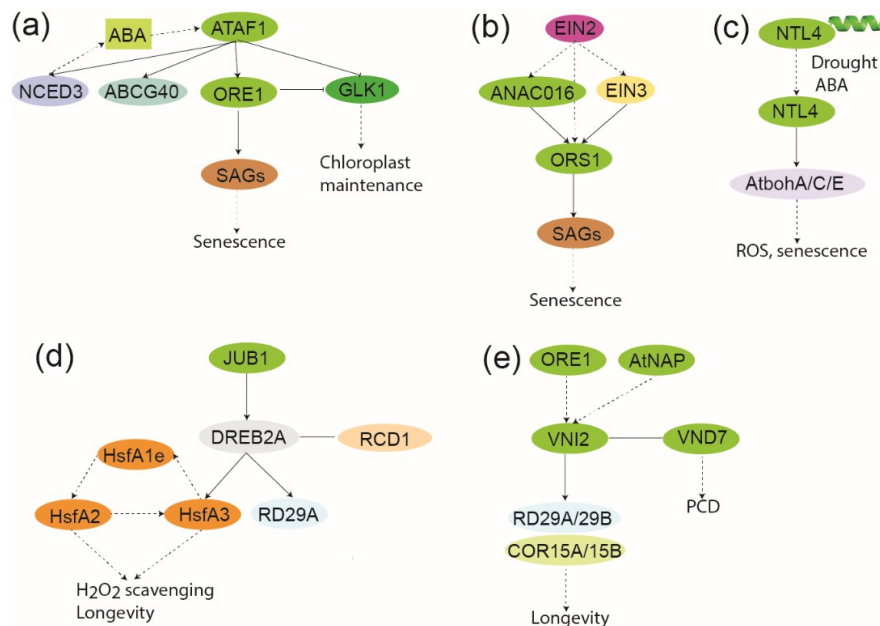 (a)
ABA
ATAF1
NCED3
ABCG40
ORE1
GLK1
SAGs
Chloroplast
maintenance
Senescence
(b)
EIN2
ANAC016
EIN3
ORS1
SAGs
Senescence
(c)
NTL4
Drought
ABA
NTL4
AtbohA/C/E
ROS, senescence
(d)
JUB1
DREB2A
RCD1
HsfA1e
HsfA2
HsfA3
RD29A
H2O2 scavenging
Longevity
(e)
ORE1
AtNAP
VNI2
VND7
RD29A/29B
PCD
COR15A/15B
Longevity